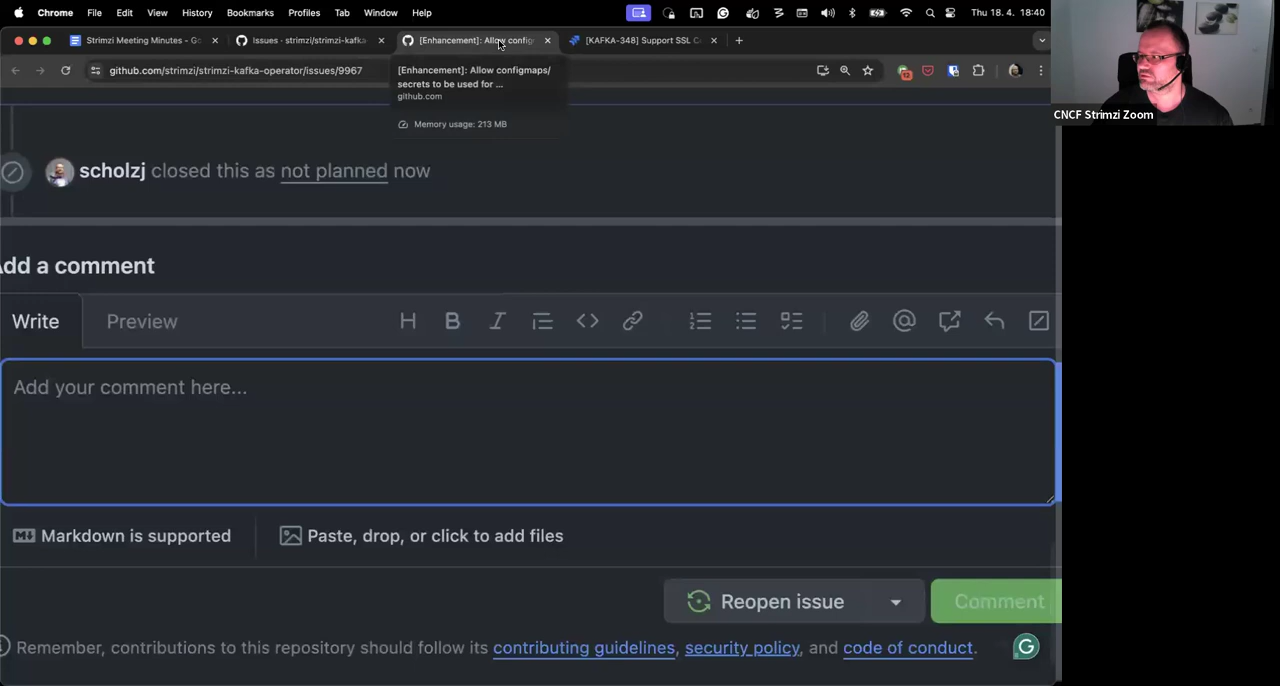 Chrome File Edit View History Bookmarks Profiles Tab Window Help Thu 18. 4. 18:40
Strimzi Meeting Minutes - Go Issues · strimzi/strimzi-kafka- [Enhancement]: Allow config [KAFKA-348] Support SSL C
github.com/strimzi/strimzi-kafka-operator/issues/9967
12
[Enhancement]: Allow configmaps/
secrets to be used for ...
github.com
Memory usage: 213 MB
CNCF Strimzi Zoom
scholzj closed this as not planned now
Add a comment
Write Preview
Add your comment here...
Markdown is supported Paste, drop, or click to add files
Reopen issue Comment
Remember, contributions to this repository should follow its contributing guidelines, security policy, and code of conduct.